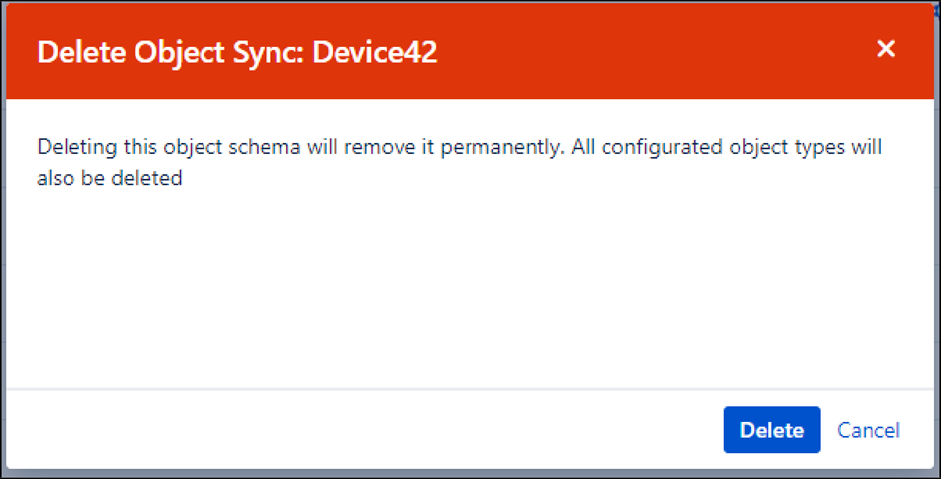 Delete Object Sync: Device42
Deleting this object schema will remove it permanently. All configurated object types will
also be deleted
Delete
Cancel